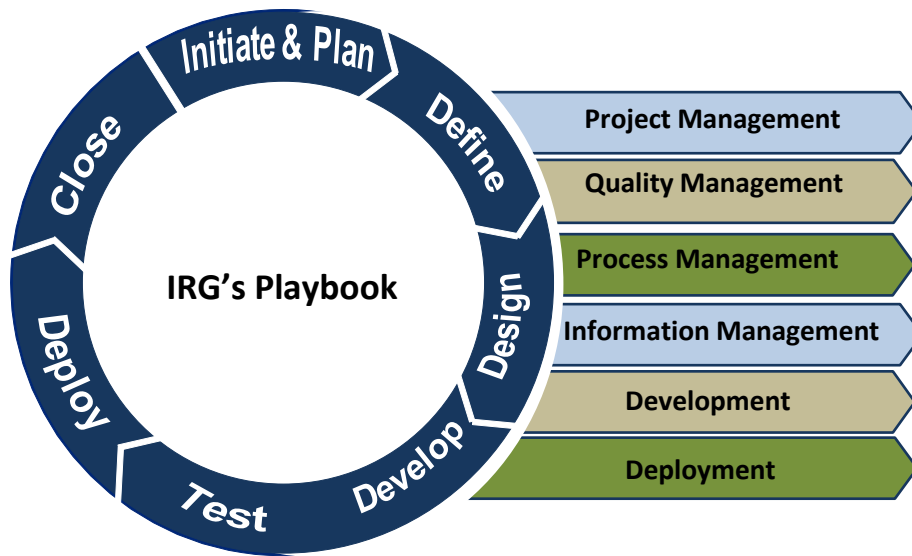 Initiate & Plan
Define
Design
Develop
Test
Deploy
Close
IRG’s Playbook
Project Management
Quality Management
Process Management
Information Management
Development
Deployment